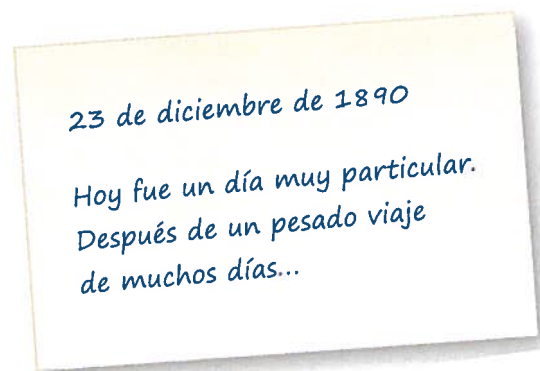 23 de diciembre de 1890
Hoy fue un día muy particular.
Después de un pesado viaje
de muchos días...